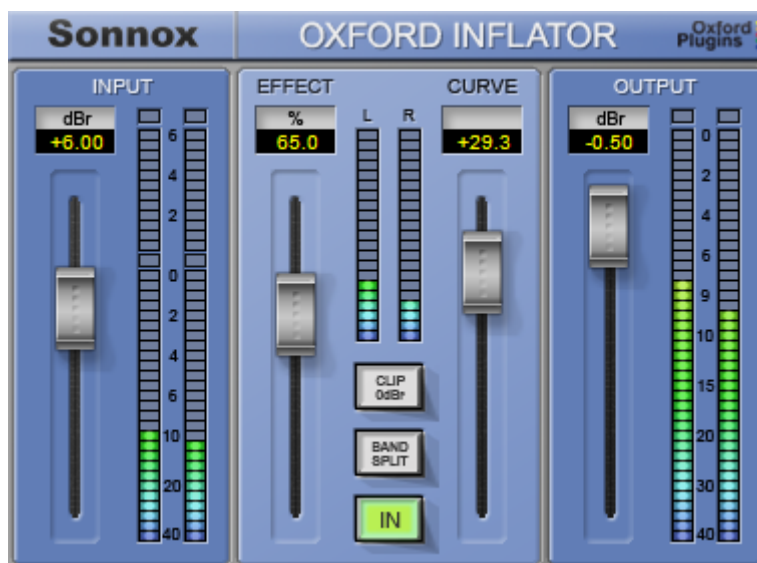 Sonnox
OXFORD INFLATOR
Oxford
Plugins
INPUT
dBr
+6.00
6
4
2
0
2
4
6
10
20
40
EFFECT
%
65.0
L
R
CURVE
+29.3
CLIP
0dBr
BAND
SPLIT
IN
OUTPUT
dBr
-0.50
0
2
4
6
9
10
15
20
30
40